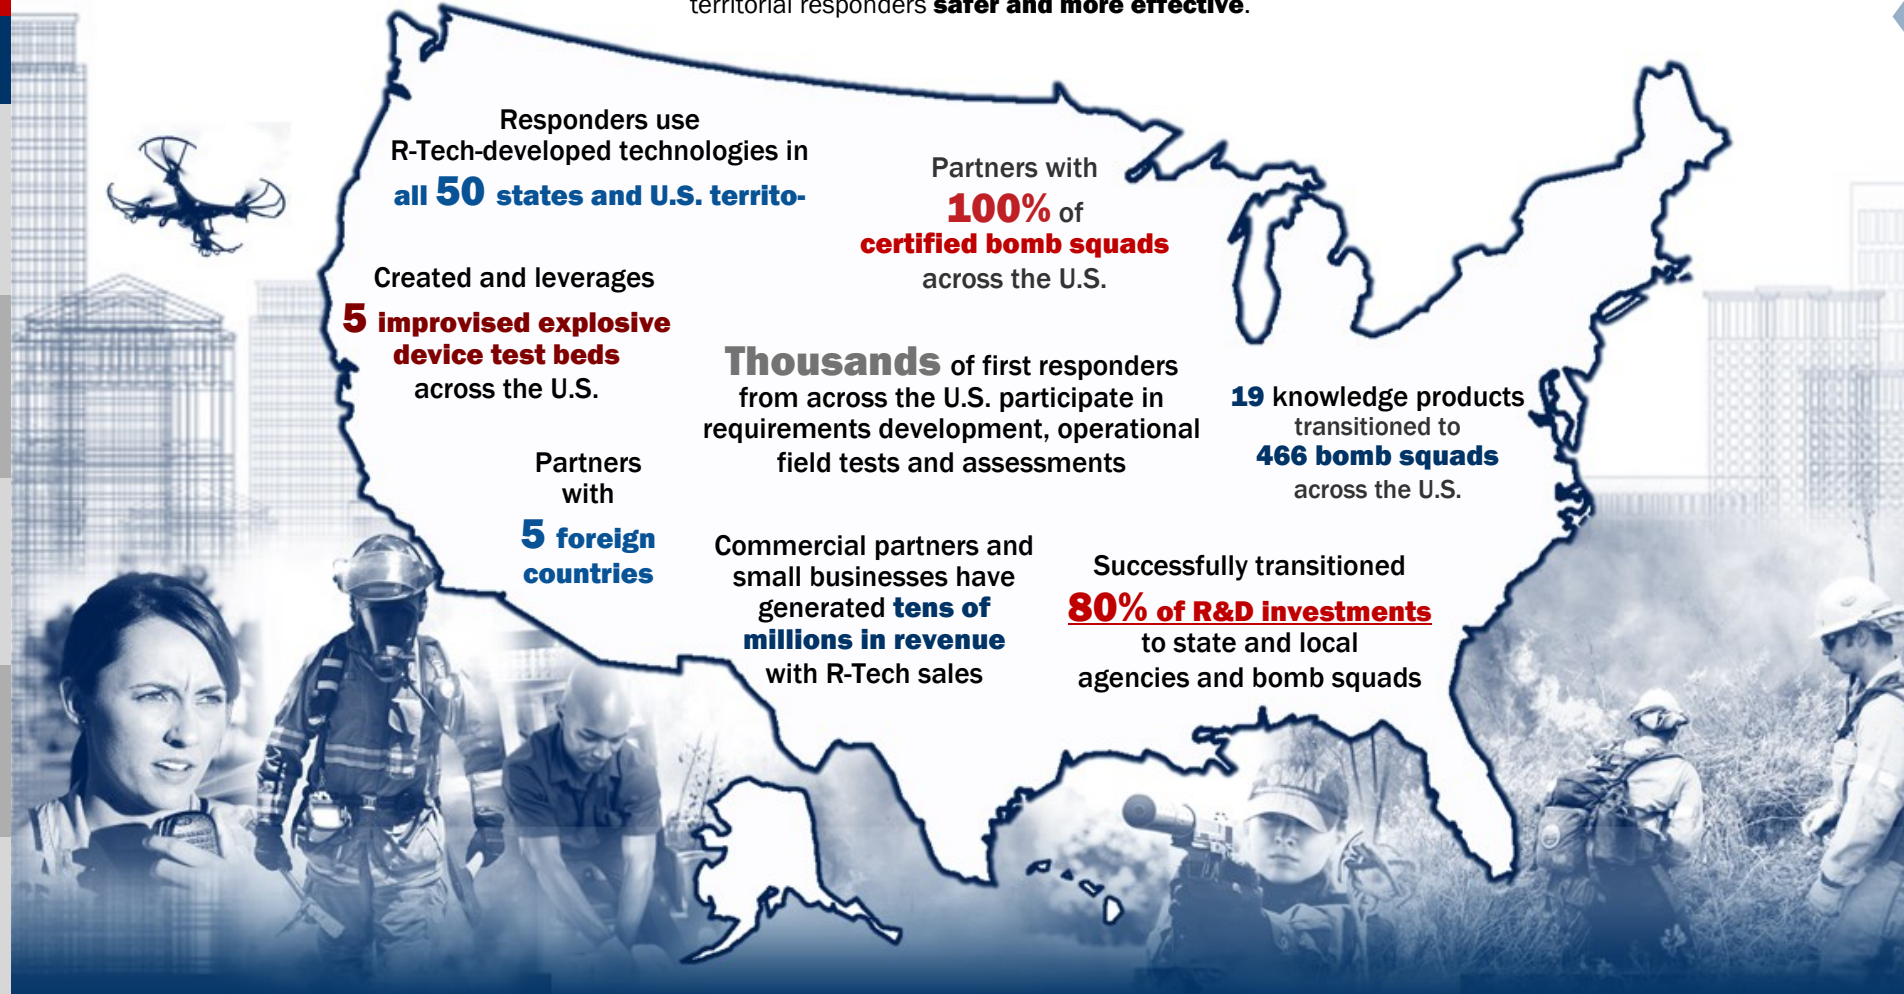 territorial responders safer and more effective.
Responders use
R-Tech-developed technologies in
all 50 states and U.S. territo-
Partners with
100% of
certified bomb squads
across the U.S.
Created and leverages
5 improvised explosive
device test beds
across the U.S.
Thousands of first responders
from across the U.S. participate in
requirements development, operational
field tests and assessments
19 knowledge products
transitioned to
466 bomb squads
across the U.S.
Partners
with
5 foreign
countries
Commercial partners and
small businesses have
generated tens of
millions in revenue
with R-Tech sales
Successfully transitioned
80% of R&D investments
to state and local
agencies and bomb squads